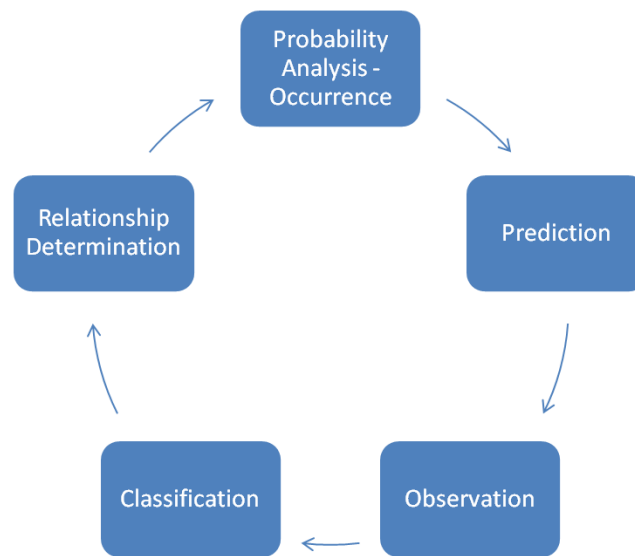 Probability
Analysis -
Occurrence
Prediction
Observation
Classification
Relationship
Determination